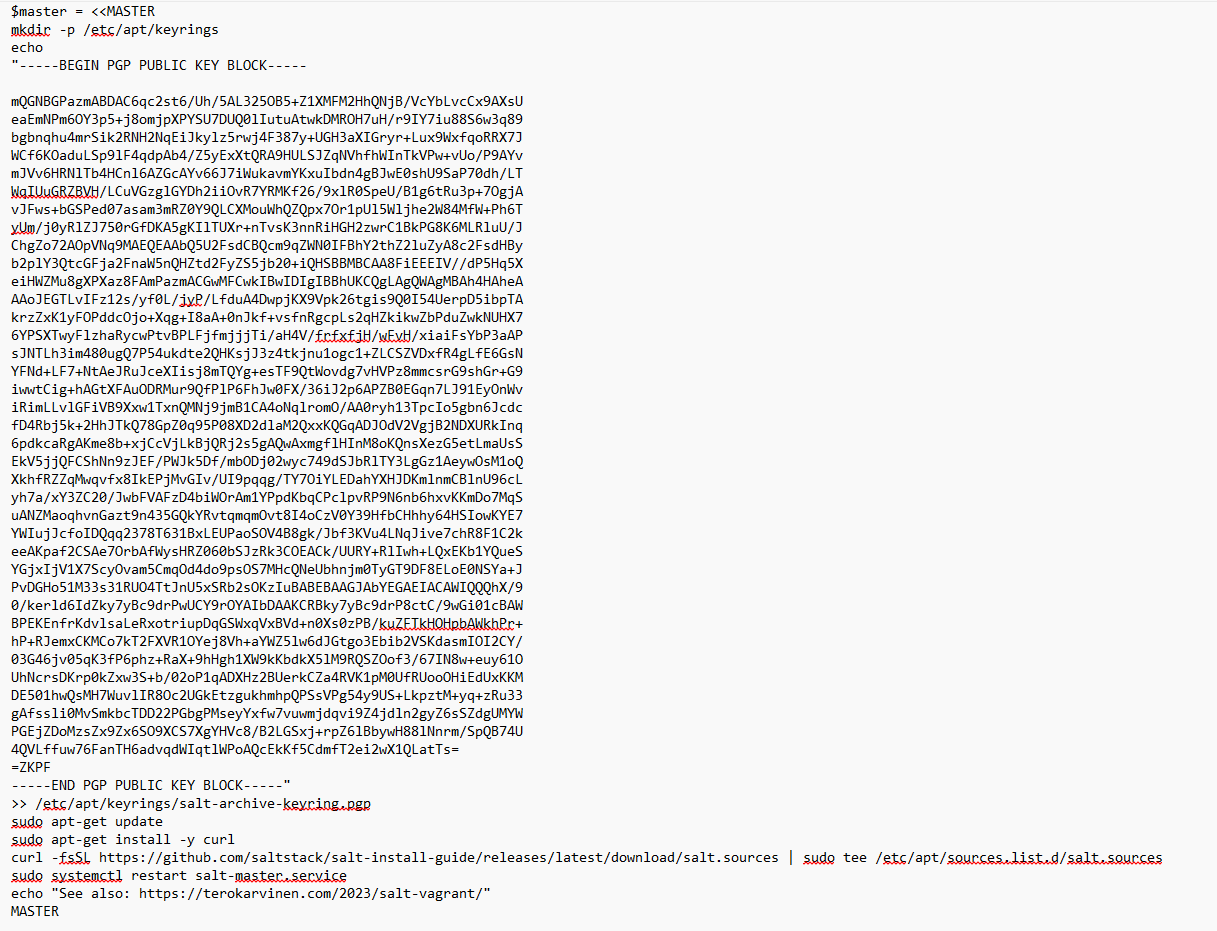 $master = <<MASTER
mkdir -p /etc/apt/keyrings
echo
"-----BEGIN PGP PUBLIC KEY BLOCK-----

mQGNBGPazmABDAC6qc2st6/Uh/5AL325OB5+Z1XMFM2HhQNjB/VcYbLvcCx9AXsU
eaEmNPm6OY3p5+j8omjpXPYSU7DUQ0lIutuAtwkDMROH7uH/r9IY7iu88S6w3q89
bgbnqhu4mrSik2RNH2NqEiJkylz5rwj4F387y+UGH3aXIGryr+Lux9WxfqoRRX7J
WCf6KOaduLSp9lF4qdpAb4/Z5yExXtQRA9HULSJZqNVhfhWInTkVPw+vUo/P9AYv
mJVv6HRNlTb4HCnl6AZGcAYv66J7iWukavmYKxuIbdn4gBJwE0shU9SaP70dh/LT
WqIUuGRZBVH/LCuVGzglGYDh2iiOvR7YRMKf26/9xlR0SpeU/B1g6tRu3p+7OgjA
vJFws+bGSPed07asam3mRZ0Y9QLCXMouWhQZQpx7Or1pUl5Wljhe2W84MfW+Ph6T
yUm/j0yRlZJ750rGfDKA5gKIlTUXr+nTvsK3nnRiHGH2zwrC1BkPG8K6MLRluU/J
ChgZo72AOpVNq9MAEQEAAbQ5U2FsdCBQcm9qZWN0IFBhY2thZ2luZyA8c2FsdHBy
b2plY3QtcGFja2FnaW5nQHZtd2FyZS5jb20+iQHSBBMBCAA8FiEEEIV//dP5Hq5X
eiHWZMu8gXPXaz8FAmPazmACGwMFCwkIBwIDIgIBBhUKCQgLAgQWAgMBAh4HAheA
AAoJEGTLvIFz12s/yf0L/jyP/LfduA4DwpjKX9Vpk26tgis9Q0I54UerpD5ibpTA
krzZxK1yFOPddcOjo+Xqg+I8aA+0nJkf+vsfnRgcpLs2qHZkikwZbPduZwkNUHX7
6YPSXTwyFlzhaRycwPtvBPLFjfmjjjTi/aH4V/frfxfjH/wEvH/xiaiFsYbP3aAP
sJNTLh3im480ugQ7P54ukdte2QHKsjJ3z4tkjnu1ogc1+ZLCSZVDxfR4gLfE6GsN
YFNd+LF7+NtAeJRuJceXIisj8mTQYg+esTF9QtWovdg7vHVPz8mmcsrG9shGr+G9
iwwtCig+hAGtXFAuODRMur9QfPlP6FhJw0FX/36iJ2p6APZB0EGqn7LJ91EyOnWv
iRimLLvlGFiVB9Xxw1TxnQMNj9jmB1CA4oNqlromO/AA0ryh13TpcIo5gbn6Jcdc
fD4Rbj5k+2HhJTkQ78GpZ0q95P08XD2dlaM2QxxKQGqADJOdV2VgjB2NDXURkInq
6pdkcaRgAKme8b+xjCcVjLkBjQRj2s5gAQwAxmgflHInM8oKQnsXezG5etLmaUsS
EkV5jjQFCShNn9zJEF/PWJk5Df/mbODj02wyc749dSJbRlTY3LgGz1AeywOsM1oQ
XkhfRZZqMwqvfx8IkEPjMvGIv/UI9pqqg/TY7OiYLEDahYXHJDKmlnmCBlnU96cL
yh7a/xY3ZC20/JwbFVAFzD4biWOrAm1YPpdKbqCPclpvRP9N6nb6hxvKKmDo7MqS
uANZMaoqhvnGazt9n435GQkYRvtqmqmOvt8I4oCzV0Y39HfbCHhhy64HSIowKYE7
YWIujJcfoIDQqq2378T631BxLEUPaoSOV4B8gk/Jbf3KVu4LNqJive7chR8F1C2k
eeAKpaf2CSAe7OrbAfWysHRZ060bSJzRk3COEACk/UURY+RlIwh+LQxEKb1YQueS
YGjxIjV1X7ScyOvam5CmqOd4do9psOS7MHcQNeUbhnjm0TyGT9DF8ELoE0NSYa+J
PvDGHo51M33s31RUO4TtJnU5xSRb2sOKzIuBABEBAAGJAbYEGAEIACAWIQQQhX/9
0/kerld6IdZky7yBc9drPwUCY9rOYAIbDAAKCRBky7yBc9drP8ctC/9wGi01cBAW
BPEKEnfrKdvlsaLeRxotriupDqGSWxqVxBVd+n0Xs0zPB/kuZFTkHOHpbAWkhPr+
hP+RJemxCKMCo7kT2FXVR1OYej8Vh+aYWZ5lw6dJGtgo3Ebib2VSKdasmIOI2CY/
03G46jv05qK3fP6phz+RaX+9hHgh1XW9kKbdkX5lM9RQSZOof3/67IN8w+euy61O
UhNcrsDKrp0kZxw3S+b/02oP1qADXHz2BUerkCZa4RVK1pM0UfRUooOHiEdUxKKM
DE501hwQsMH7WuvlIR8Oc2UGkEtzgukhmhpQPSsVPg54y9US+LkpztM+yq+zRu33
gAfssli0MvSmkbcTDD22PGbgPMseyYxfw7vuwmjdqvi9Z4jdln2gyZ6sSZdgUMYW
PGEjZDoMzsZx9Zx6SO9XCS7XgYHVc8/B2LGSxj+rpZ6lBbywH88lNnrm/SpQB74U
4QVLffuw76FanTH6advqdWIqtlWPoAQcEkKf5CdmfT2ei2wX1QLatTs=
=ZKPF
-----END PGP PUBLIC KEY BLOCK-----"
>> /etc/apt/keyrings/salt-archive-keyring.pgp
sudo apt-get update
sudo apt-get install -y curl
curl -fsSL https://github.com/saltstack/salt-install-guide/releases/latest/download/salt.sources | sudo tee /etc/apt/sources.list.d/salt.sources
sudo systemctl restart salt-master.service
echo "See also: https://terokarvinen.com/2023/salt-vagrant/"
MASTER